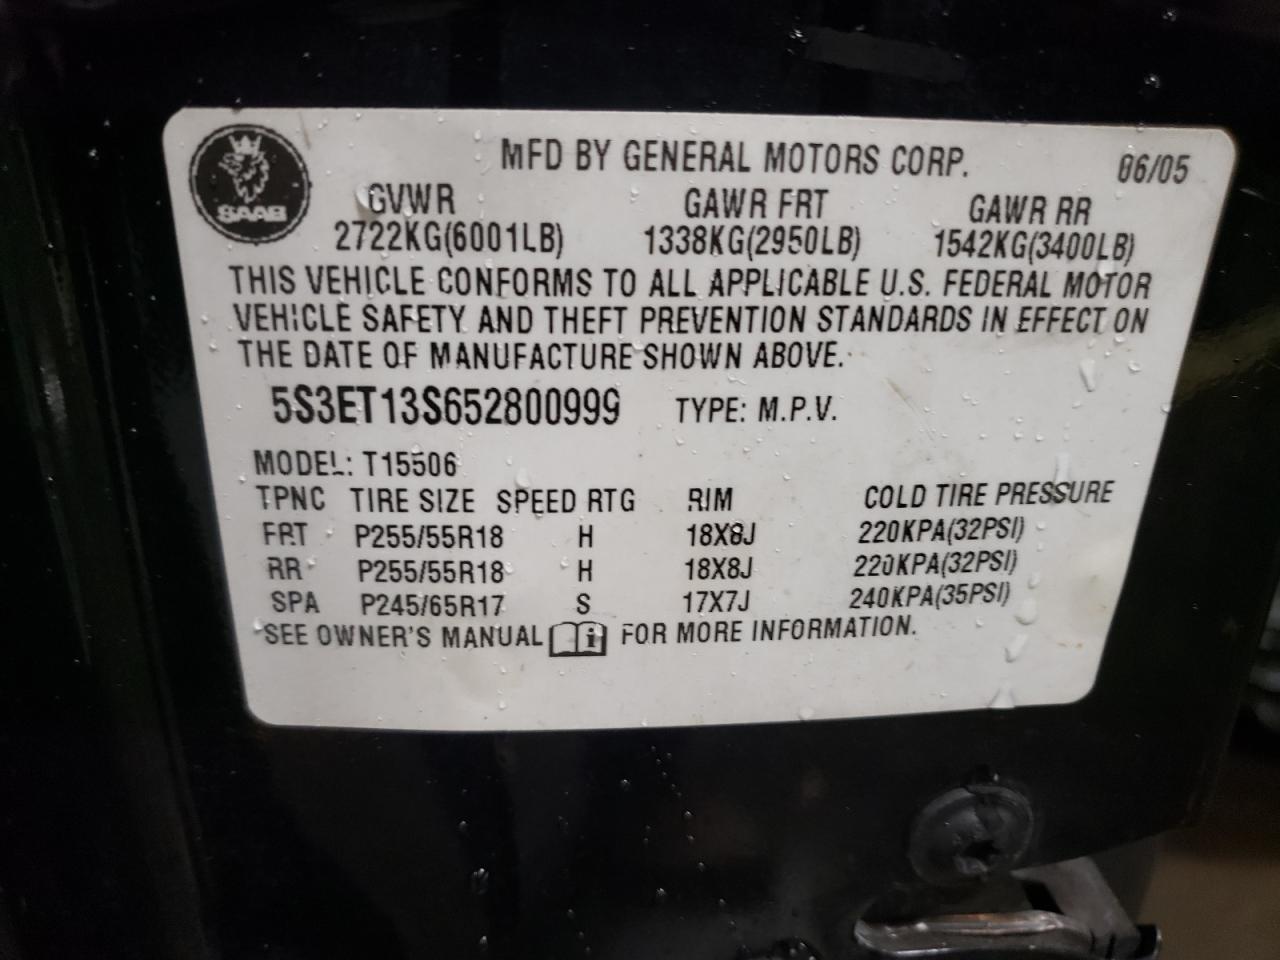 SAAB
MFD BY GENERAL MOTORS CORP. 06/05
GVWR GAWR FRT GAWR RR
2722KG(6001LB) 1338KG(2950LB) 1542KG(3400LB)
THIS VEHICLE CONFORMS TO ALL APPLICABLE U.S. FEDERAL MOTOR
VEHICLE SAFETY AND THEFT PREVENTION STANDARDS IN EFFECT ON
THE DATE OF MANUFACTURE SHOWN ABOVE.
5S3ET13S652800999 TYPE: M.P.V.
MODEL: T15506
TPNC TIRE SIZE SPEED RTG RIM COLD TIRE PRESSURE
FRT P255/55R18 H 18X8J 220KPA(32PSI)
RR P255/55R18 H 18X8J 220KPA(32PSI)
SPA P245/65R17 S 17X7J 240KPA(35PSI)
SEE OWNER'S MANUAL i FOR MORE INFORMATION.